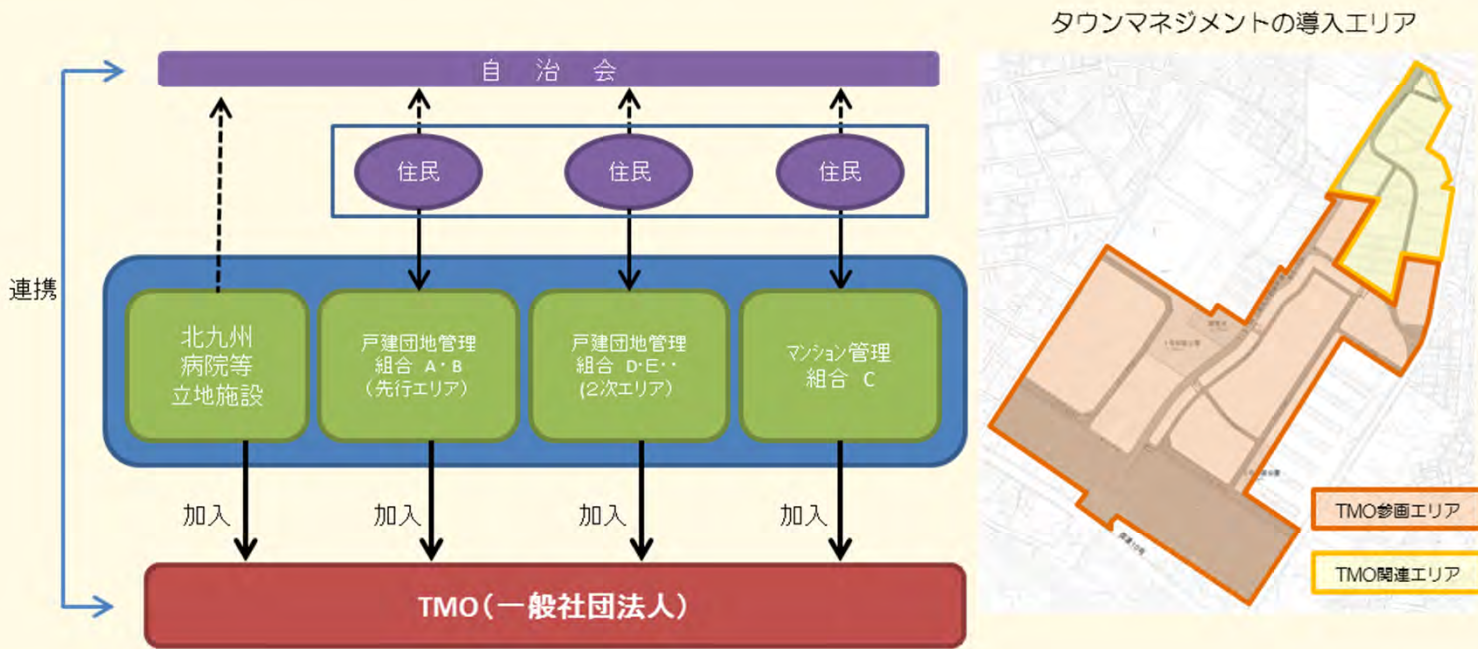 タウンマネジメントの導入エリア
自治会
住民
住民
住民
連携
北九州
病院等
立地施設
戸建団地管理
組合 A・B
(先行エリア)
戸建団地管理
組合 D・E・・
(2次エリア)
マンション管理
組合 C
加入
加入
加入
加入
TMO(一般社団法人)
TMO参画エリア
TMO関連エリア